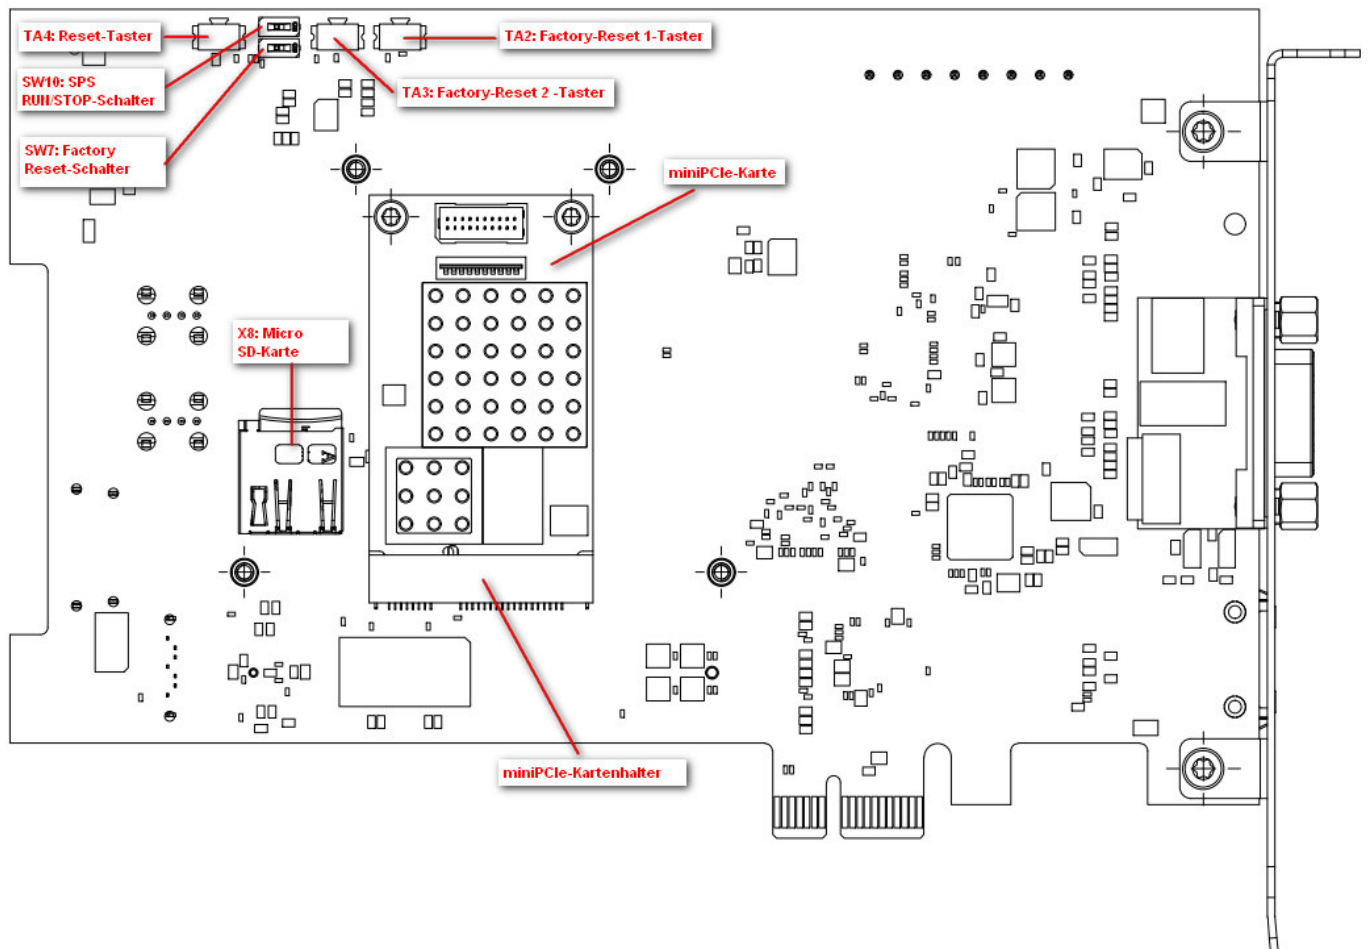 TA4: Reset-Taster
TA2: Factory-Reset 1-Taster
SW10: SPS
RUN/STOP-Schalter
TA3: Factory-Reset 2 -Taster
SW7: Factory
Reset-Schalter
miniPCIe-Karte
X8: Micro
SD-Karte
miniPCIe-Kartenhalter